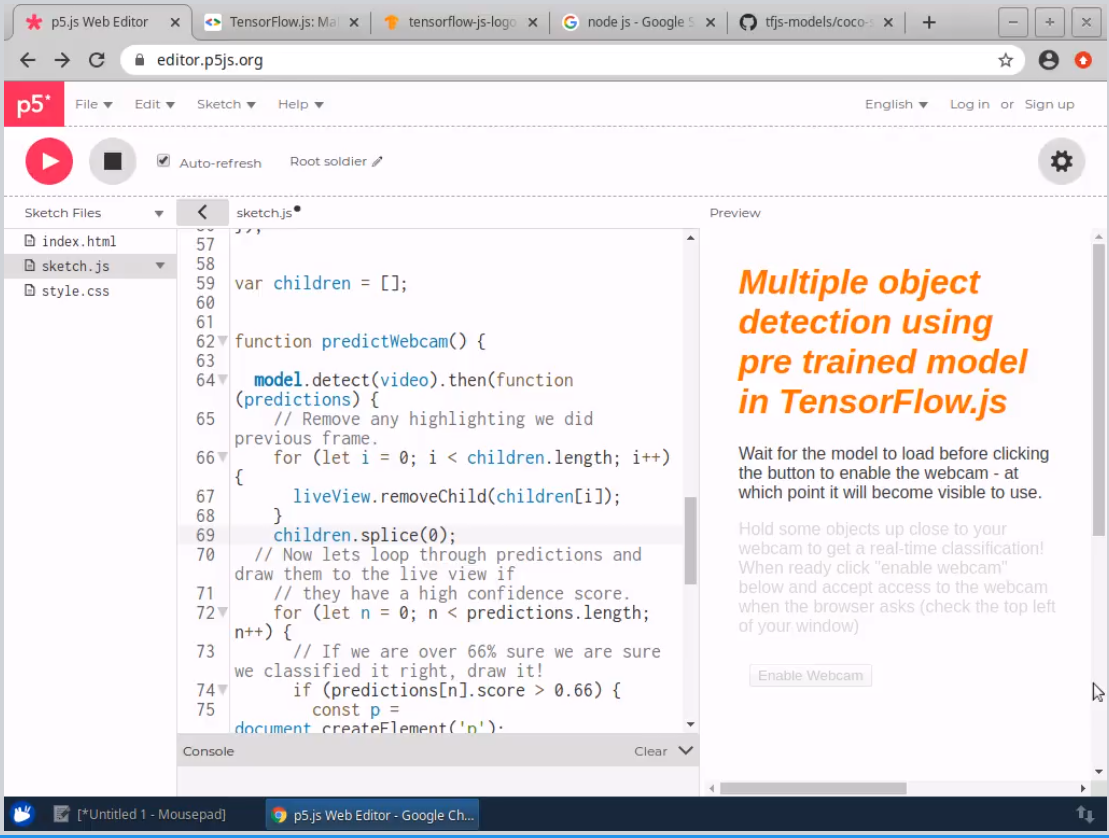 p5.js Web Editor
TensorFlow.js: Mal
tensorflow-js-logo
node js - Google S
tfjs-models/coco-s
editor.p5js.org
p5*
File
Edit
Sketch
Help
English
Log in or Sign up
Auto-refresh
Root soldier
Sketch Files
sketch.js
Preview
index.html
sketch.js
style.css
});
57
58
59 var children = [];
60
61
62 function predictWebcam() {
63
64 model.detect(video).then(function
(predictions) {
65 // Remove any highlighting we did
previous frame.
66 for (let i = 0; i < children.length; i++)
{
67 liveView.removeChild(children[i]);
68 }
69 children.splice(0);
70 // Now lets loop through predictions and
draw them to the live view if
71 // they have a high confidence score.
72 for (let n = 0; n < predictions.length;
n++) {
73 // If we are over 66% sure we are sure
we classified it right, draw it!
74 if (predictions[n].score > 0.66) {
75 const p =
document.createElement('p');
Console
Clear
Multiple object
detection using
pre trained model
in TensorFlow.js
Wait for the model to load before clicking
the button to enable the webcam - at
which point it will become visible to use.
Hold some objects up close to your
webcam to get a real-time classification!
When ready click "enable webcam"
below and accept access to the webcam
when the browser asks (check the top left
of your window)
Enable Webcam
[*Untitled 1 - Mousepad]
p5.js Web Editor - Google Ch...